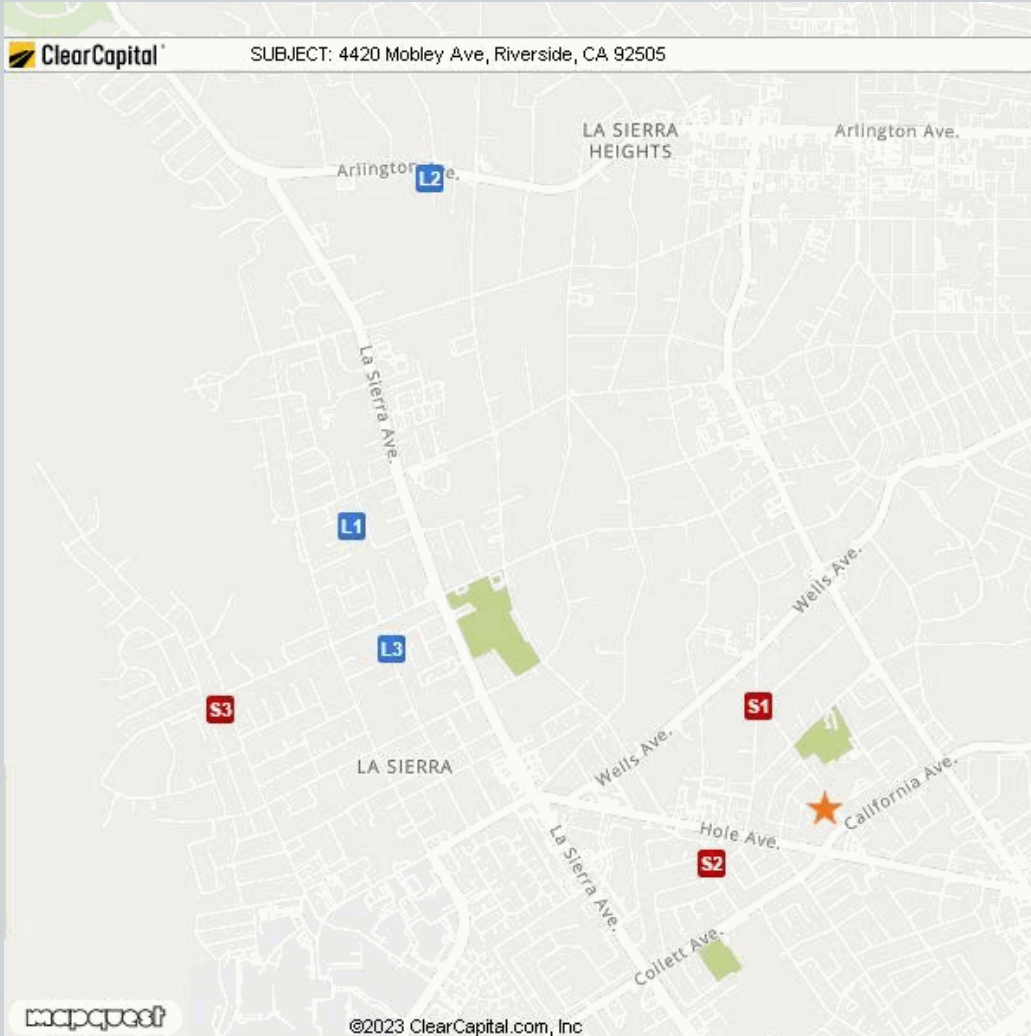 ClearCapital
SUBJECT: 4420 Mobley Ave, Riverside, CA 92505
LA SIERRA
HEIGHTS
Arlington Ave.
Arlington Ave.
L2
La Sierra Ave.
L1
Wells Ave.
L3
S3
S1
LA SIERRA
Wells Ave.
California Ave.
Hole Ave.
S2
La Sierra Ave.
Collett Ave.
mapquest
©2023 ClearCapital.com, Inc